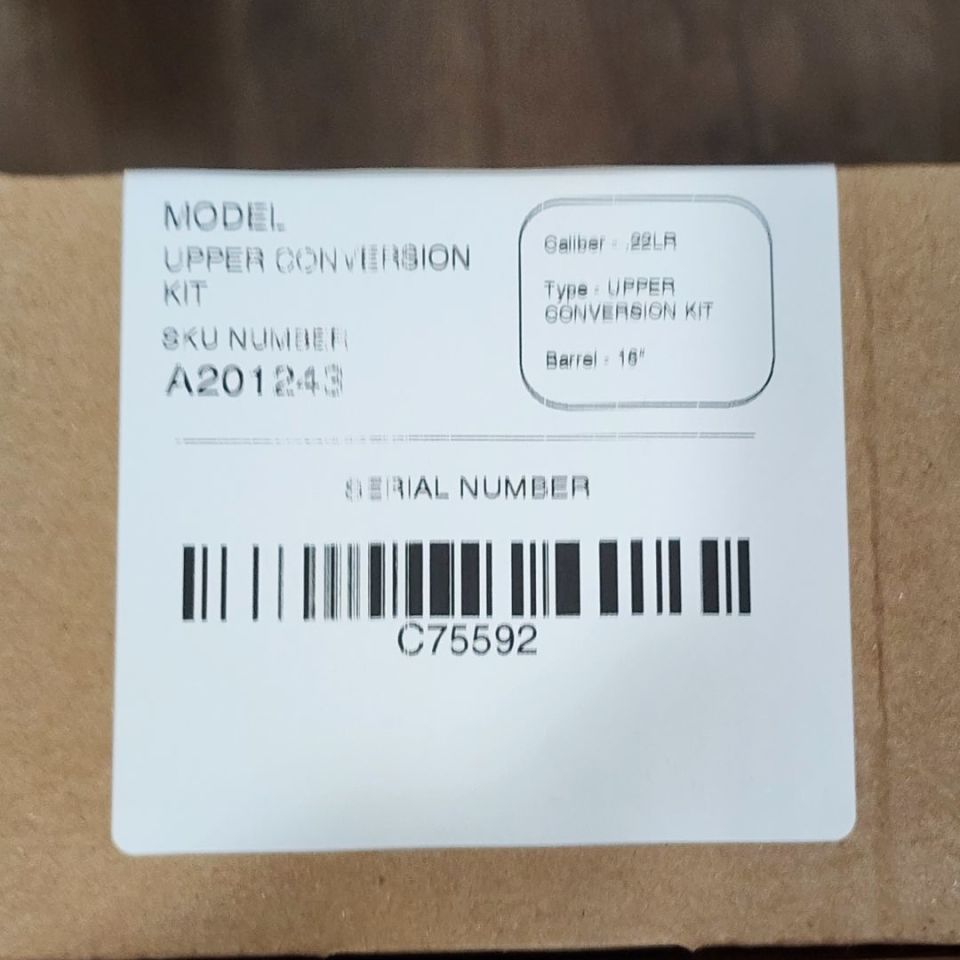 MODEL
UPPER CONVERSION
KIT
SKU NUMBER
A201243
Caliber - .22LR
Type - UPPER
CONVERSION KIT
Barrel - 16"
SERIAL NUMBER
C75592